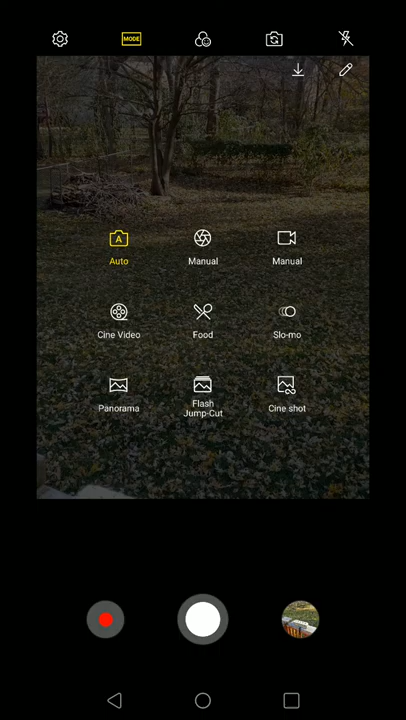 MODE
A
Auto
Manual
Manual
Cine Video
Food
Slo-mo
Panorama
Flash
Jump-Cut
Cine shot